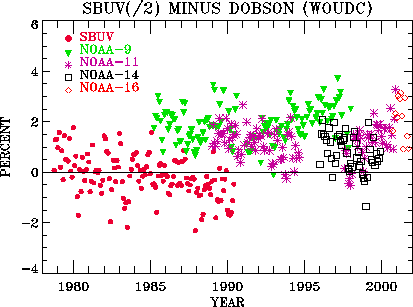 SBUV(/2) MINUS DOBSON (WOUDC)
6
SBUV
NOAA-9
NOAA-11
NOAA-14
NOAA-16
4
2
0
-2
-4
PERCENT
1980 1985 1990 1995 2000
YEAR